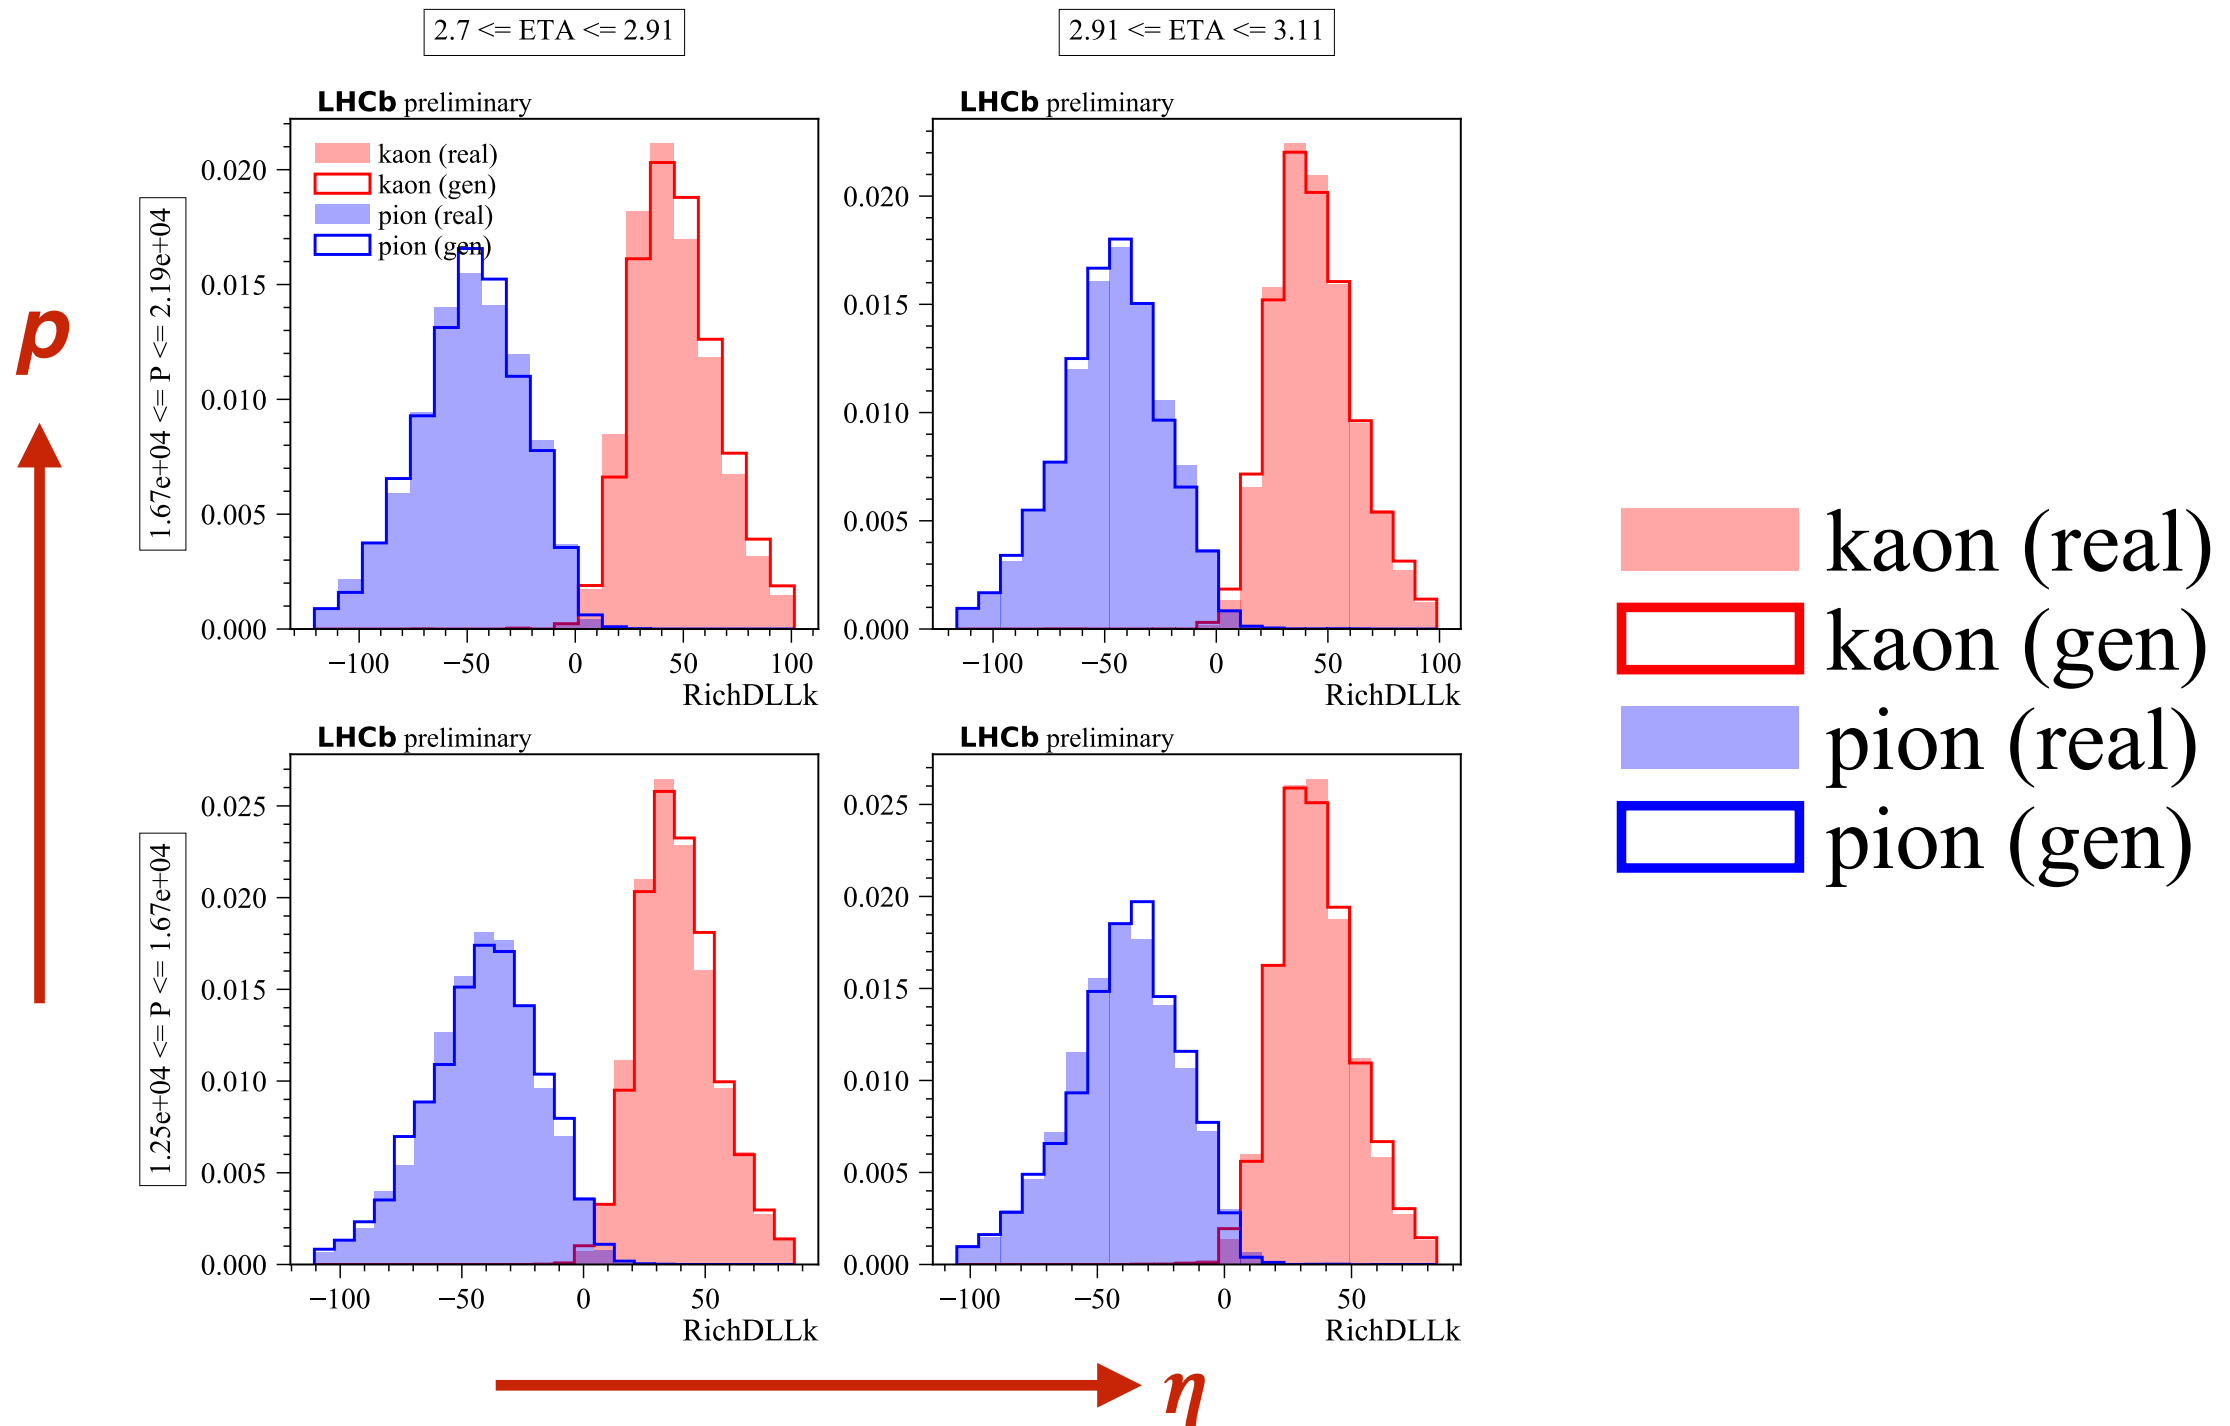 2.7 <= ETA <= 2.91
2.91 <= ETA <= 3.11
LHCb preliminary
LHCb preliminary
kaon (real)
kaon (gen)
pion (real)
pion (gen)
0.020
0.015
0.010
0.005
0.000
−100 −50 0 50 100
RichDLLk
0.020
0.015
0.010
0.005
0.000
−100 −50 0 50 100
RichDLLk
1.67e+04 <= P <= 2.19e+04
p
kaon (real)
kaon (gen)
pion (real)
pion (gen)
LHCb preliminary
LHCb preliminary
0.025
0.020
0.015
0.010
0.005
0.000
−100 −50 0 50
RichDLLk
0.025
0.020
0.015
0.010
0.005
0.000
−100 −50 0 50
RichDLLk
1.25e+04 <= P <= 1.67e+04
η